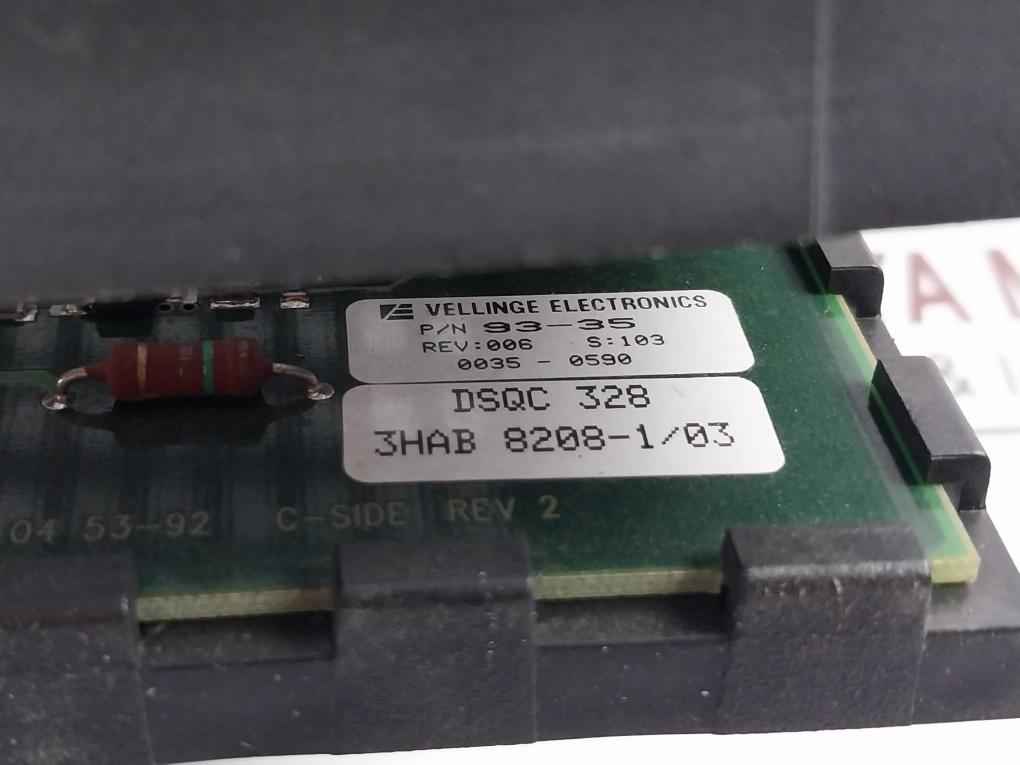 VELLINGE ELECTRONICS
P/N 93-35
REV:006 S:103
0035 - 0590
DSQC 328
3HAB 8208-1/03
04 53-92 C-SIDE REV 2
AM
&